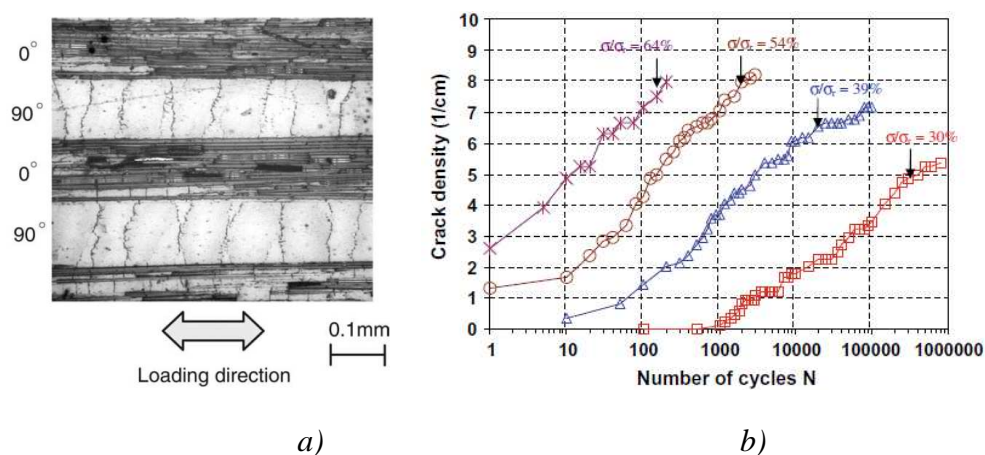 0°
90°
0°
90°
0.1mm
Loading direction
a)
Crack density (1/cm)
10
9
8
7
6
5
4
3
2
1
0
σ/σᵣ = 64%
σ/σᵣ = 54%
σ/σᵣ = 39%
σ/σᵣ = 30%
1 10 100 1000 10000 100000 1000000
Number of cycles N
b)